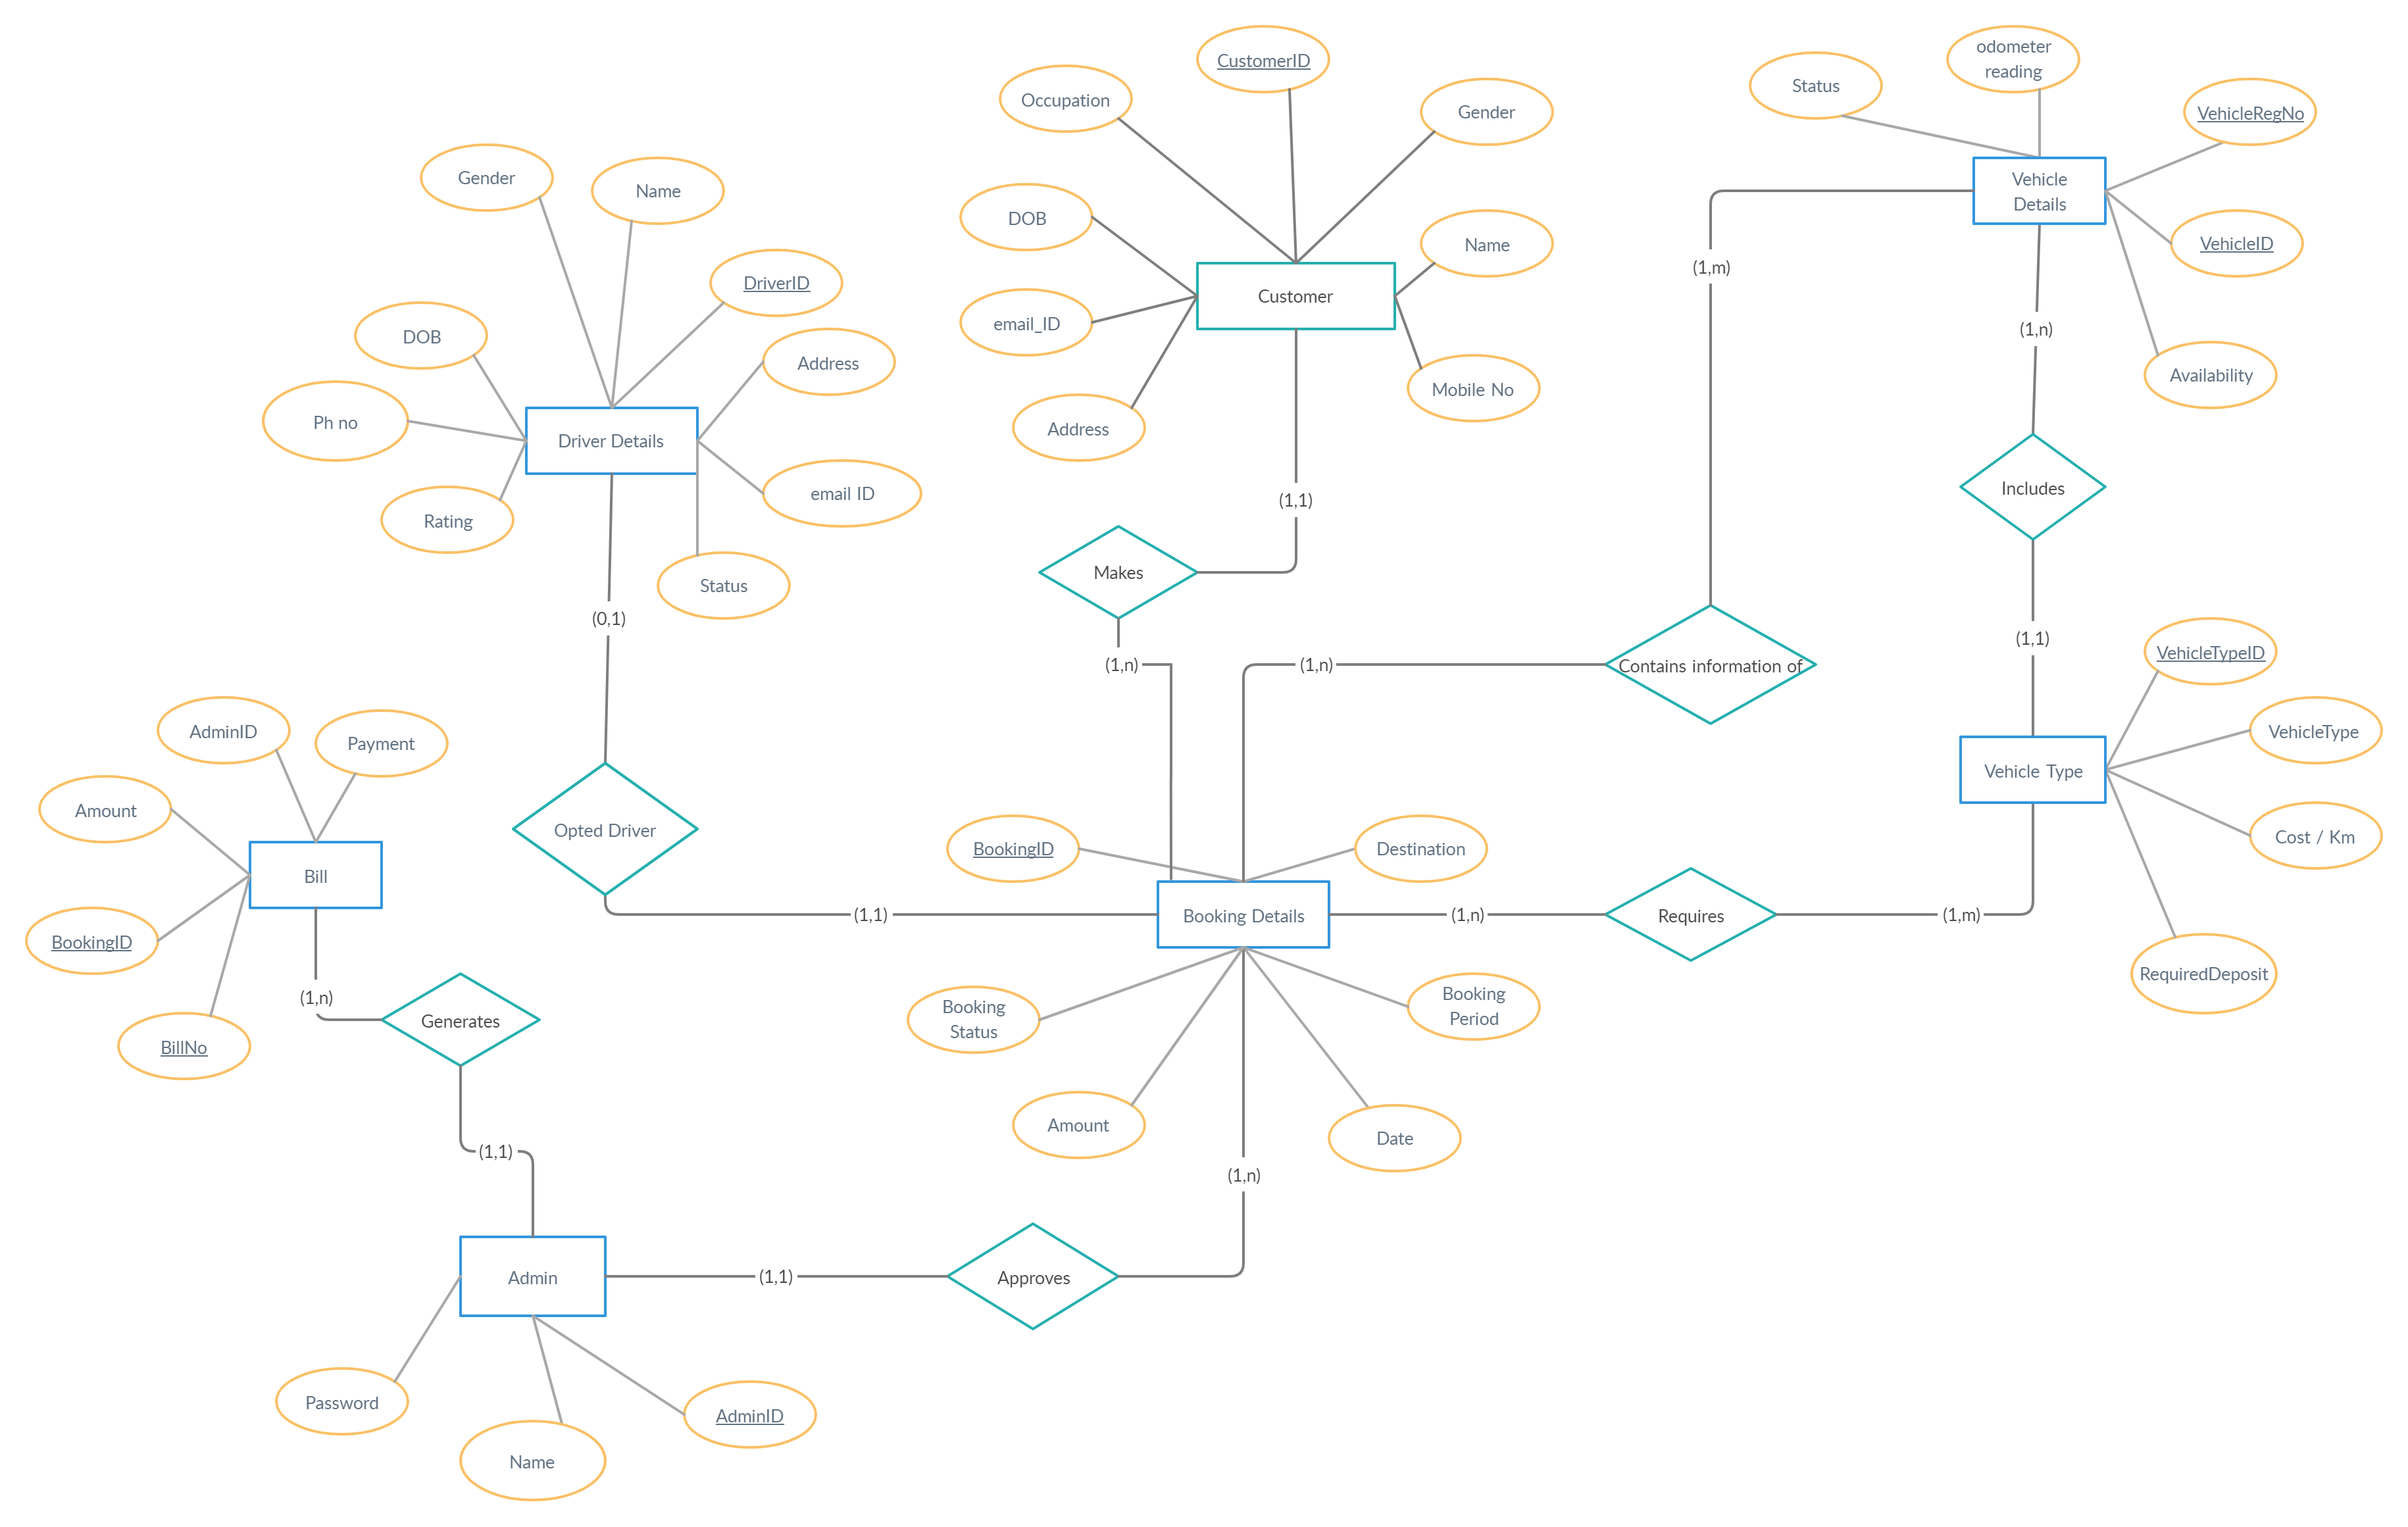 CustomerID
Occupation
Gender
DOB
Name
email_ID
Customer
Mobile No
Address
(1,1)
Makes
(1,n)
odometer
reading
Status
VehicleRegNo
Vehicle
Details
VehicleID
Availability
(1,m)
(1,n)
Includes
(1,1)
Contains information of
(1,n)
VehicleTypeID
VehicleType
Vehicle Type
Cost / Km
RequiredDeposit
(1,m)
Requires
(1,n)
Gender
Name
DriverID
DOB
Address
Ph no
Driver Details
email ID
Rating
Status
(0,1)
Opted Driver
(1,1)
BookingID
Destination
Booking Details
Booking
Status
Booking
Period
Amount
Date
(1,n)
AdminID
Payment
Amount
Bill
BookingID
BillNo
(1,n)
Generates
(1,1)
Admin
(1,1)
Approves
Password
AdminID
Name